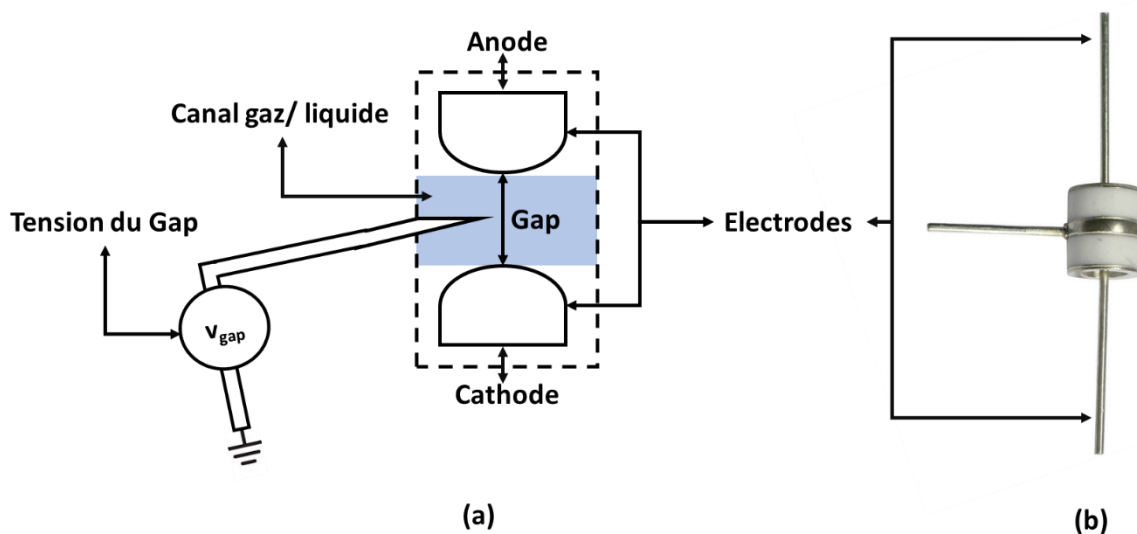 Anode
Canal gaz/ liquide
Tension du Gap
Gap
Electrodes
vgap
Cathode
(a)
(b)